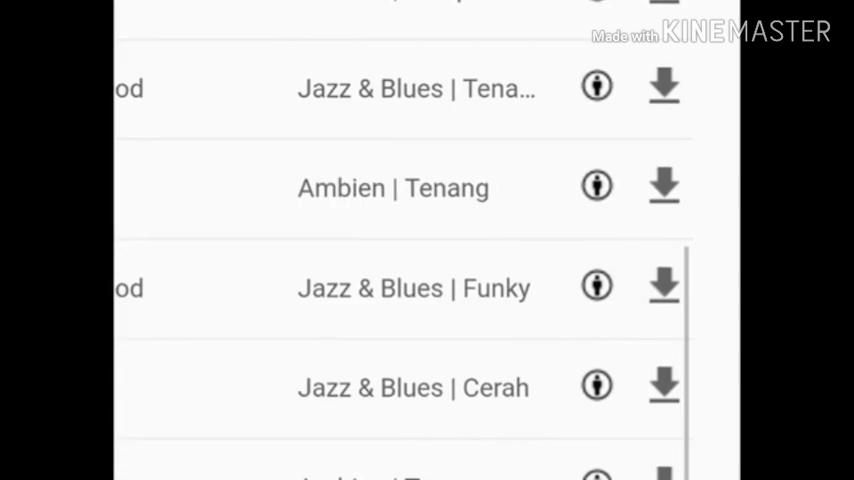 Made with KINEMASTER
od Jazz & Blues | Tena...
Ambien | Tenang
od Jazz & Blues | Funky
Jazz & Blues | Cerah